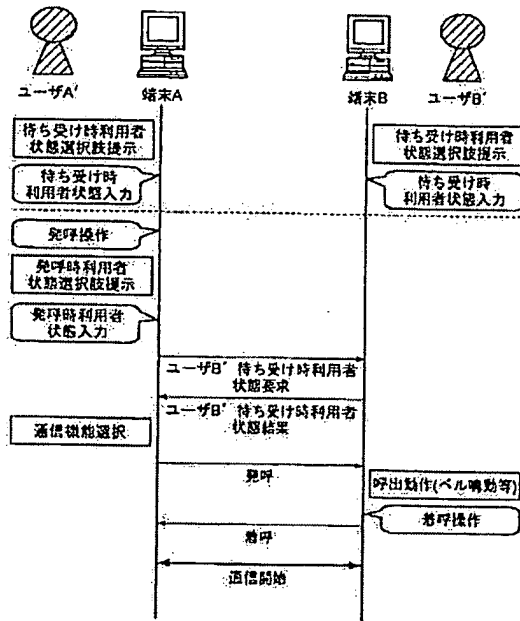 ユーザA'
端末A
端末B
ユーザB'
待ち受け時利用者
状態選択肢提示
待ち受け時利用者
状態選択肢提示
待ち受け時
利用者状態入力
待ち受け時
利用者状態入力
発呼操作
発呼時利用者
状態選択肢提示
発呼時利用者
状態入力
ユーザB' 待ち受け時利用者
状態要求
ユーザB' 待ち受け時利用者
状態結果
通信機能選択
発呼
呼出動作(ベル鳴動等)
着呼操作
着呼
通信開始